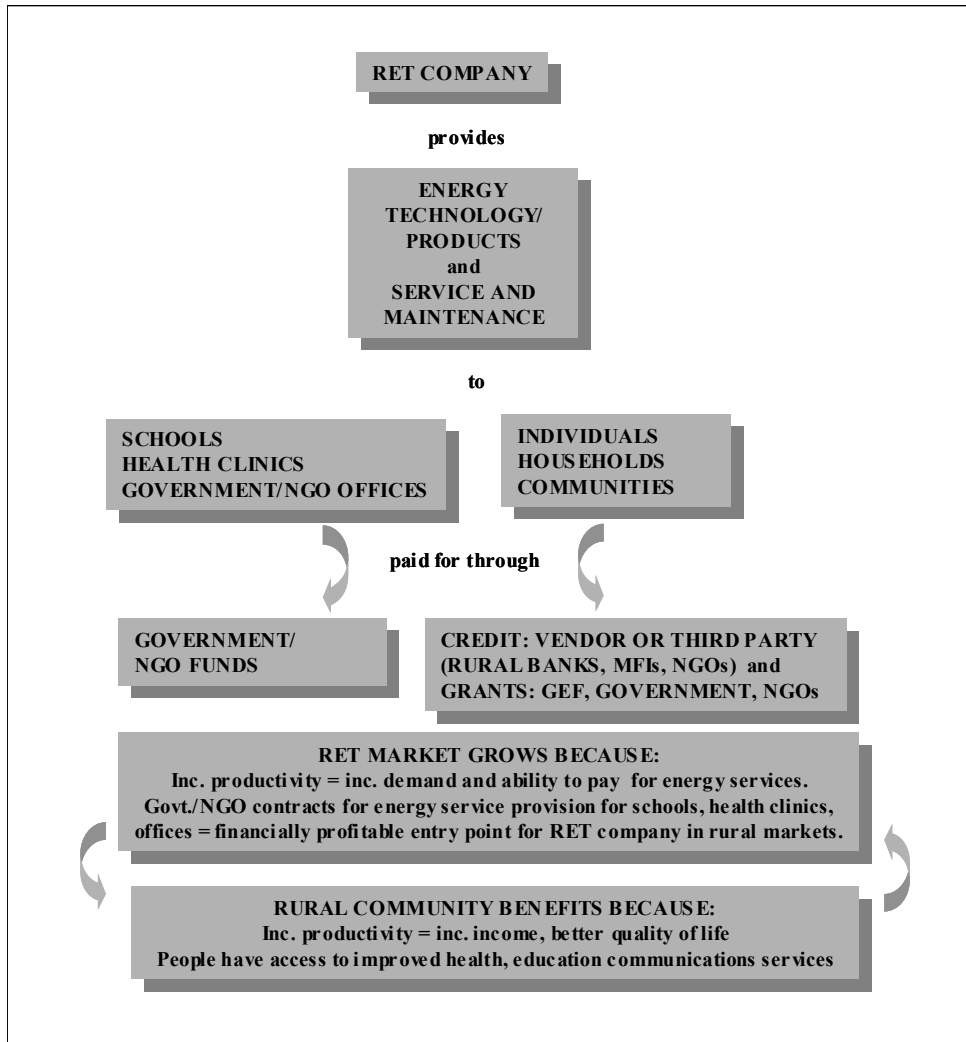 RET COMPANY
provides
ENERGY
TECHNOLOGY/
PRODUCTS
and
SERVICE AND
MAINTENANCE
to
SCHOOLS
HEALTH CLINICS
GOVERNMENT/NGO OFFICES
INDIVIDUALS
HOUSEHOLDS
COMMUNITIES
paid for through
GOVERNMENT/
NGO FUNDS
CREDIT: VENDOR OR THIRD PARTY
(RURAL BANKS, MFIs, NGOs) and
GRANTS: GEF, GOVERNMENT, NGOs
RET MARKET GROWS BECAUSE:
Inc. productivity = inc. demand and ability to pay for energy services.
Govt./NGO contracts for energy service provision for schools, health clinics,
offices = financially profitable entry point for RET company in rural markets.
RURAL COMMUNITY BENEFITS BECAUSE:
Inc. productivity = inc. income, better quality of life
People have access to improved health, education communications services